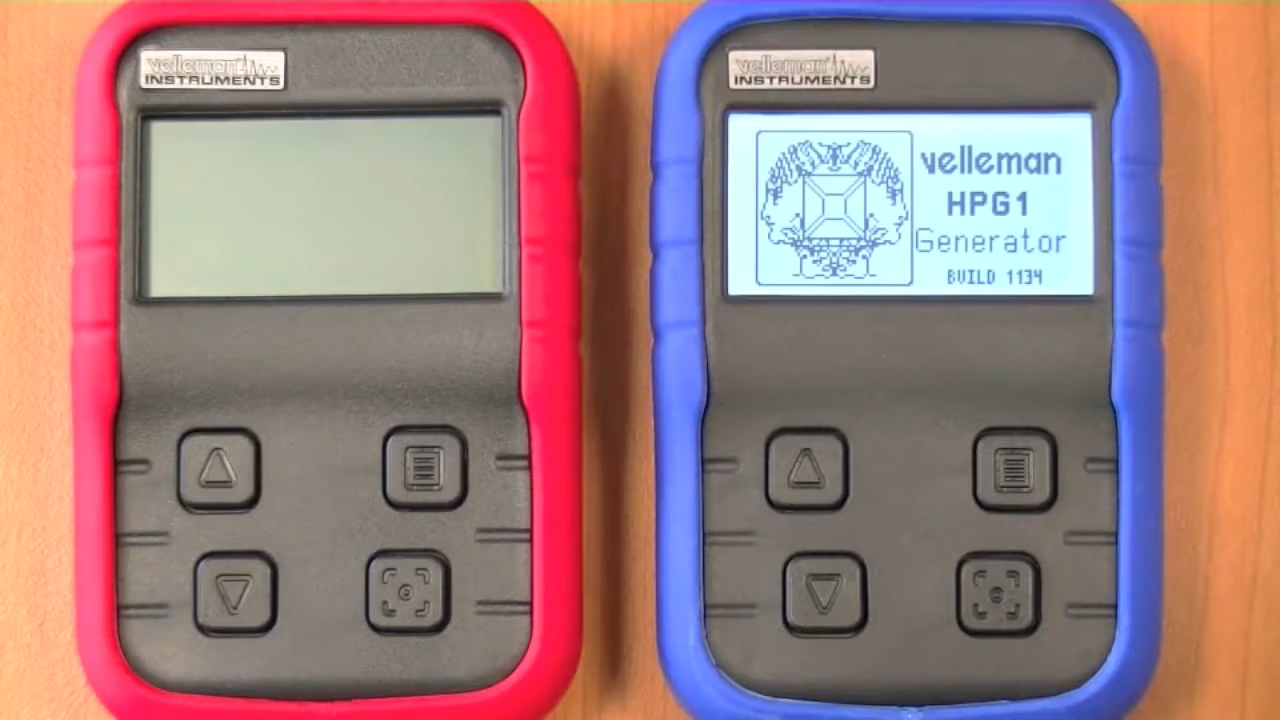 velleman
INSTRUMENTS
velleman
INSTRUMENTS
velleman
HPG1
Generator
BUILD 1134